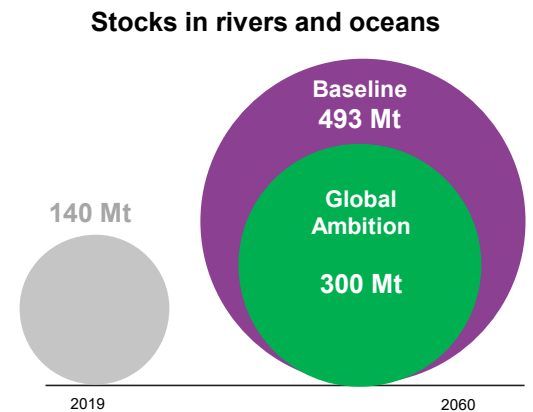 Stocks in rivers and oceans
Baseline
493 Mt
Global
Ambition
140 Mt
300 Mt
2019
2060